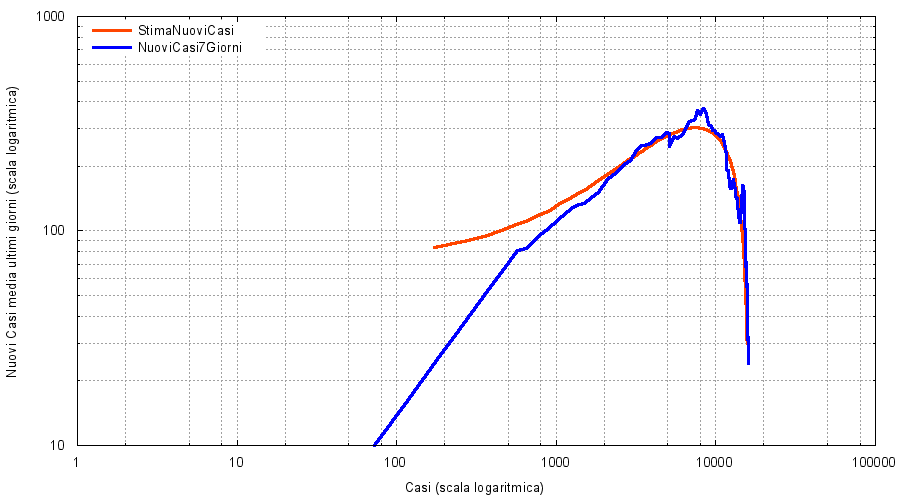 1000
StimaNuoviCasi
NuoviCasi7Giorni
Nuovi Casi media ultimi giorni (scala logaritmica)
100
10
1 10 100 1000 10000 100000
Casi (scala logaritmica)